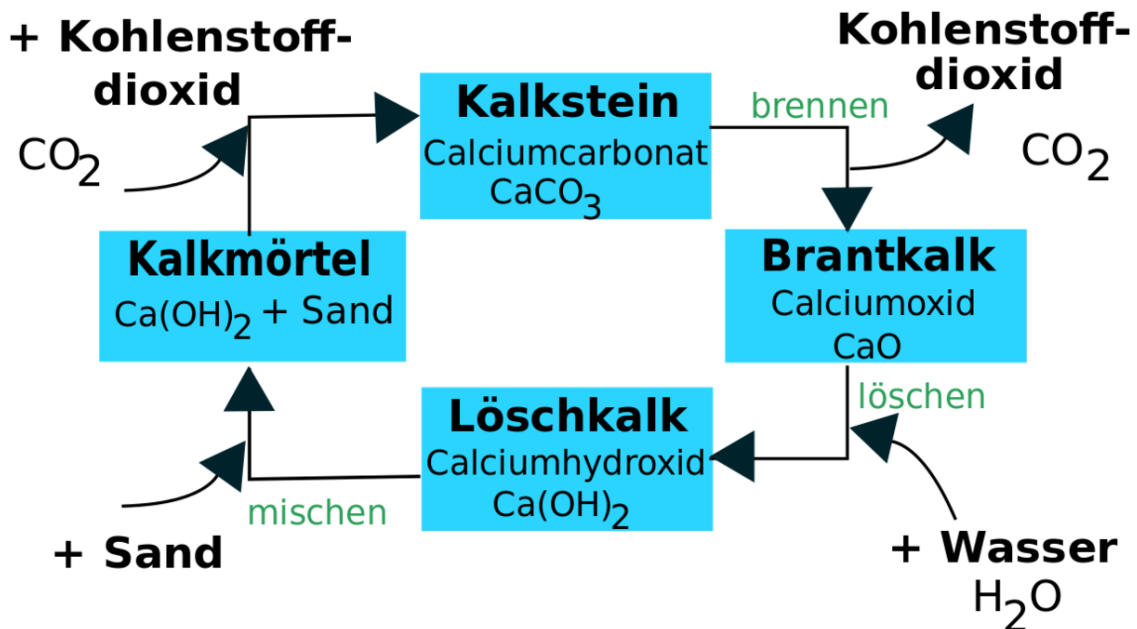 + Kohlenstoff-
dioxid
CO₂
Kalkstein
Calciumcarbonat
CaCO₃
brennen
Kohlenstoff-
dioxid
CO₂
Brantkalk
Calciumoxid
CaO
löschen
+ Wasser
H₂O
Löschkalk
Calciumhydroxid
Ca(OH)₂
mischen
+ Sand
Kalkmörtel
Ca(OH)₂ + Sand